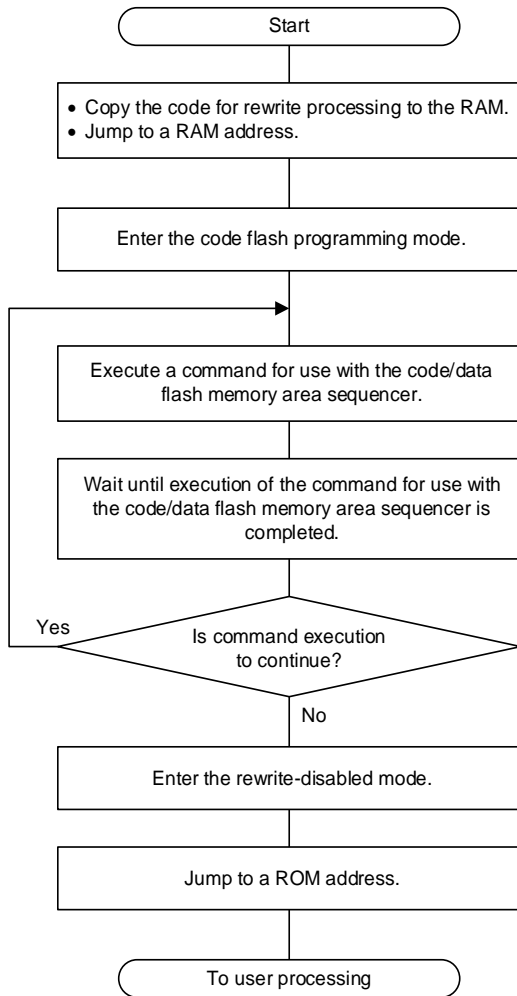 Start
• Copy the code for rewrite processing to the RAM.
• Jump to a RAM address.
Enter the code flash programming mode.
Execute a command for use with the code/data
flash memory area sequencer.
Wait until execution of the command for use with
the code/data flash memory area sequencer is
completed.
Yes
Is command execution
to continue?
No
Enter the rewrite-disabled mode.
Jump to a ROM address.
To user processing